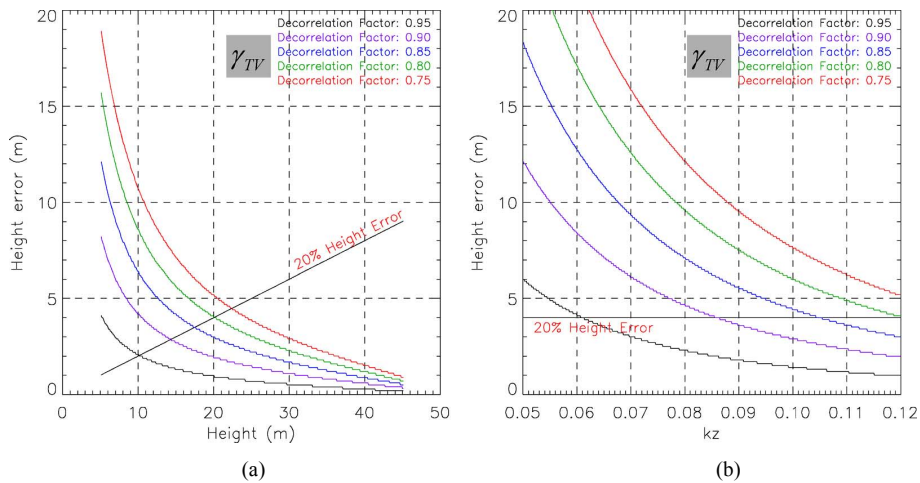 20
15
10
5
0
Height error (m)
Decorrelation Factor: 0.95
Decorrelation Factor: 0.90
Decorrelation Factor: 0.85
Decorrelation Factor: 0.80
Decorrelation Factor: 0.75
γTV
20% Height Error
0 10 20 30 40 50
Height (m)
(a)
20
15
10
5
0
Height error (m)
Decorrelation Factor: 0.95
Decorrelation Factor: 0.90
Decorrelation Factor: 0.85
Decorrelation Factor: 0.80
Decorrelation Factor: 0.75
γTV
20% Height Error
0.05 0.06 0.07 0.08 0.09 0.10 0.11 0.12
kz
(b)